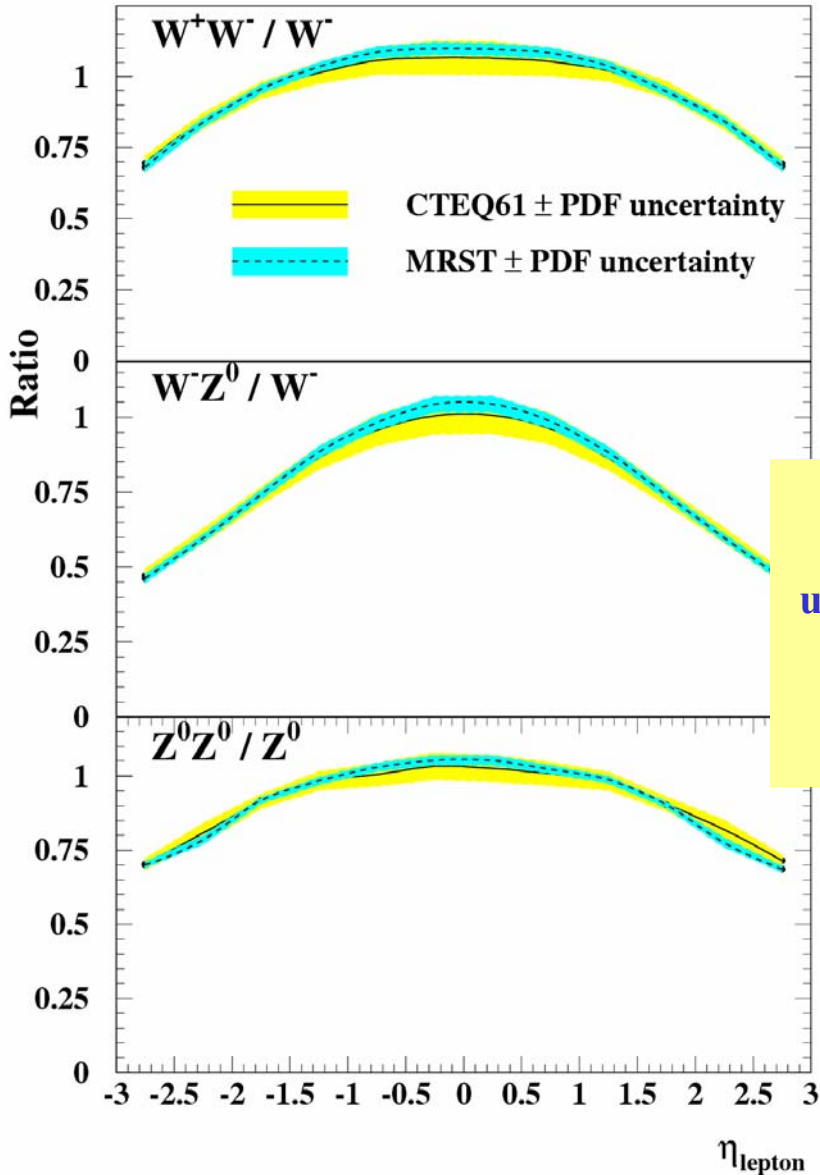 W⁺W⁻ / W⁻
1
0.75
CTEQ61 ± PDF uncertainty
0.5
MRST ± PDF uncertainty
0.25
0
Ratio
W⁻Z⁰ / W⁻
1
0.75
0.5
u
0.25
0
Z⁰Z⁰ / Z⁰
1
0.75
0.5
0.25
0
-3 -2.5 -2 -1.5 -1 -0.5 0 0.5 1 1.5 2 2.5 3
η_lepton